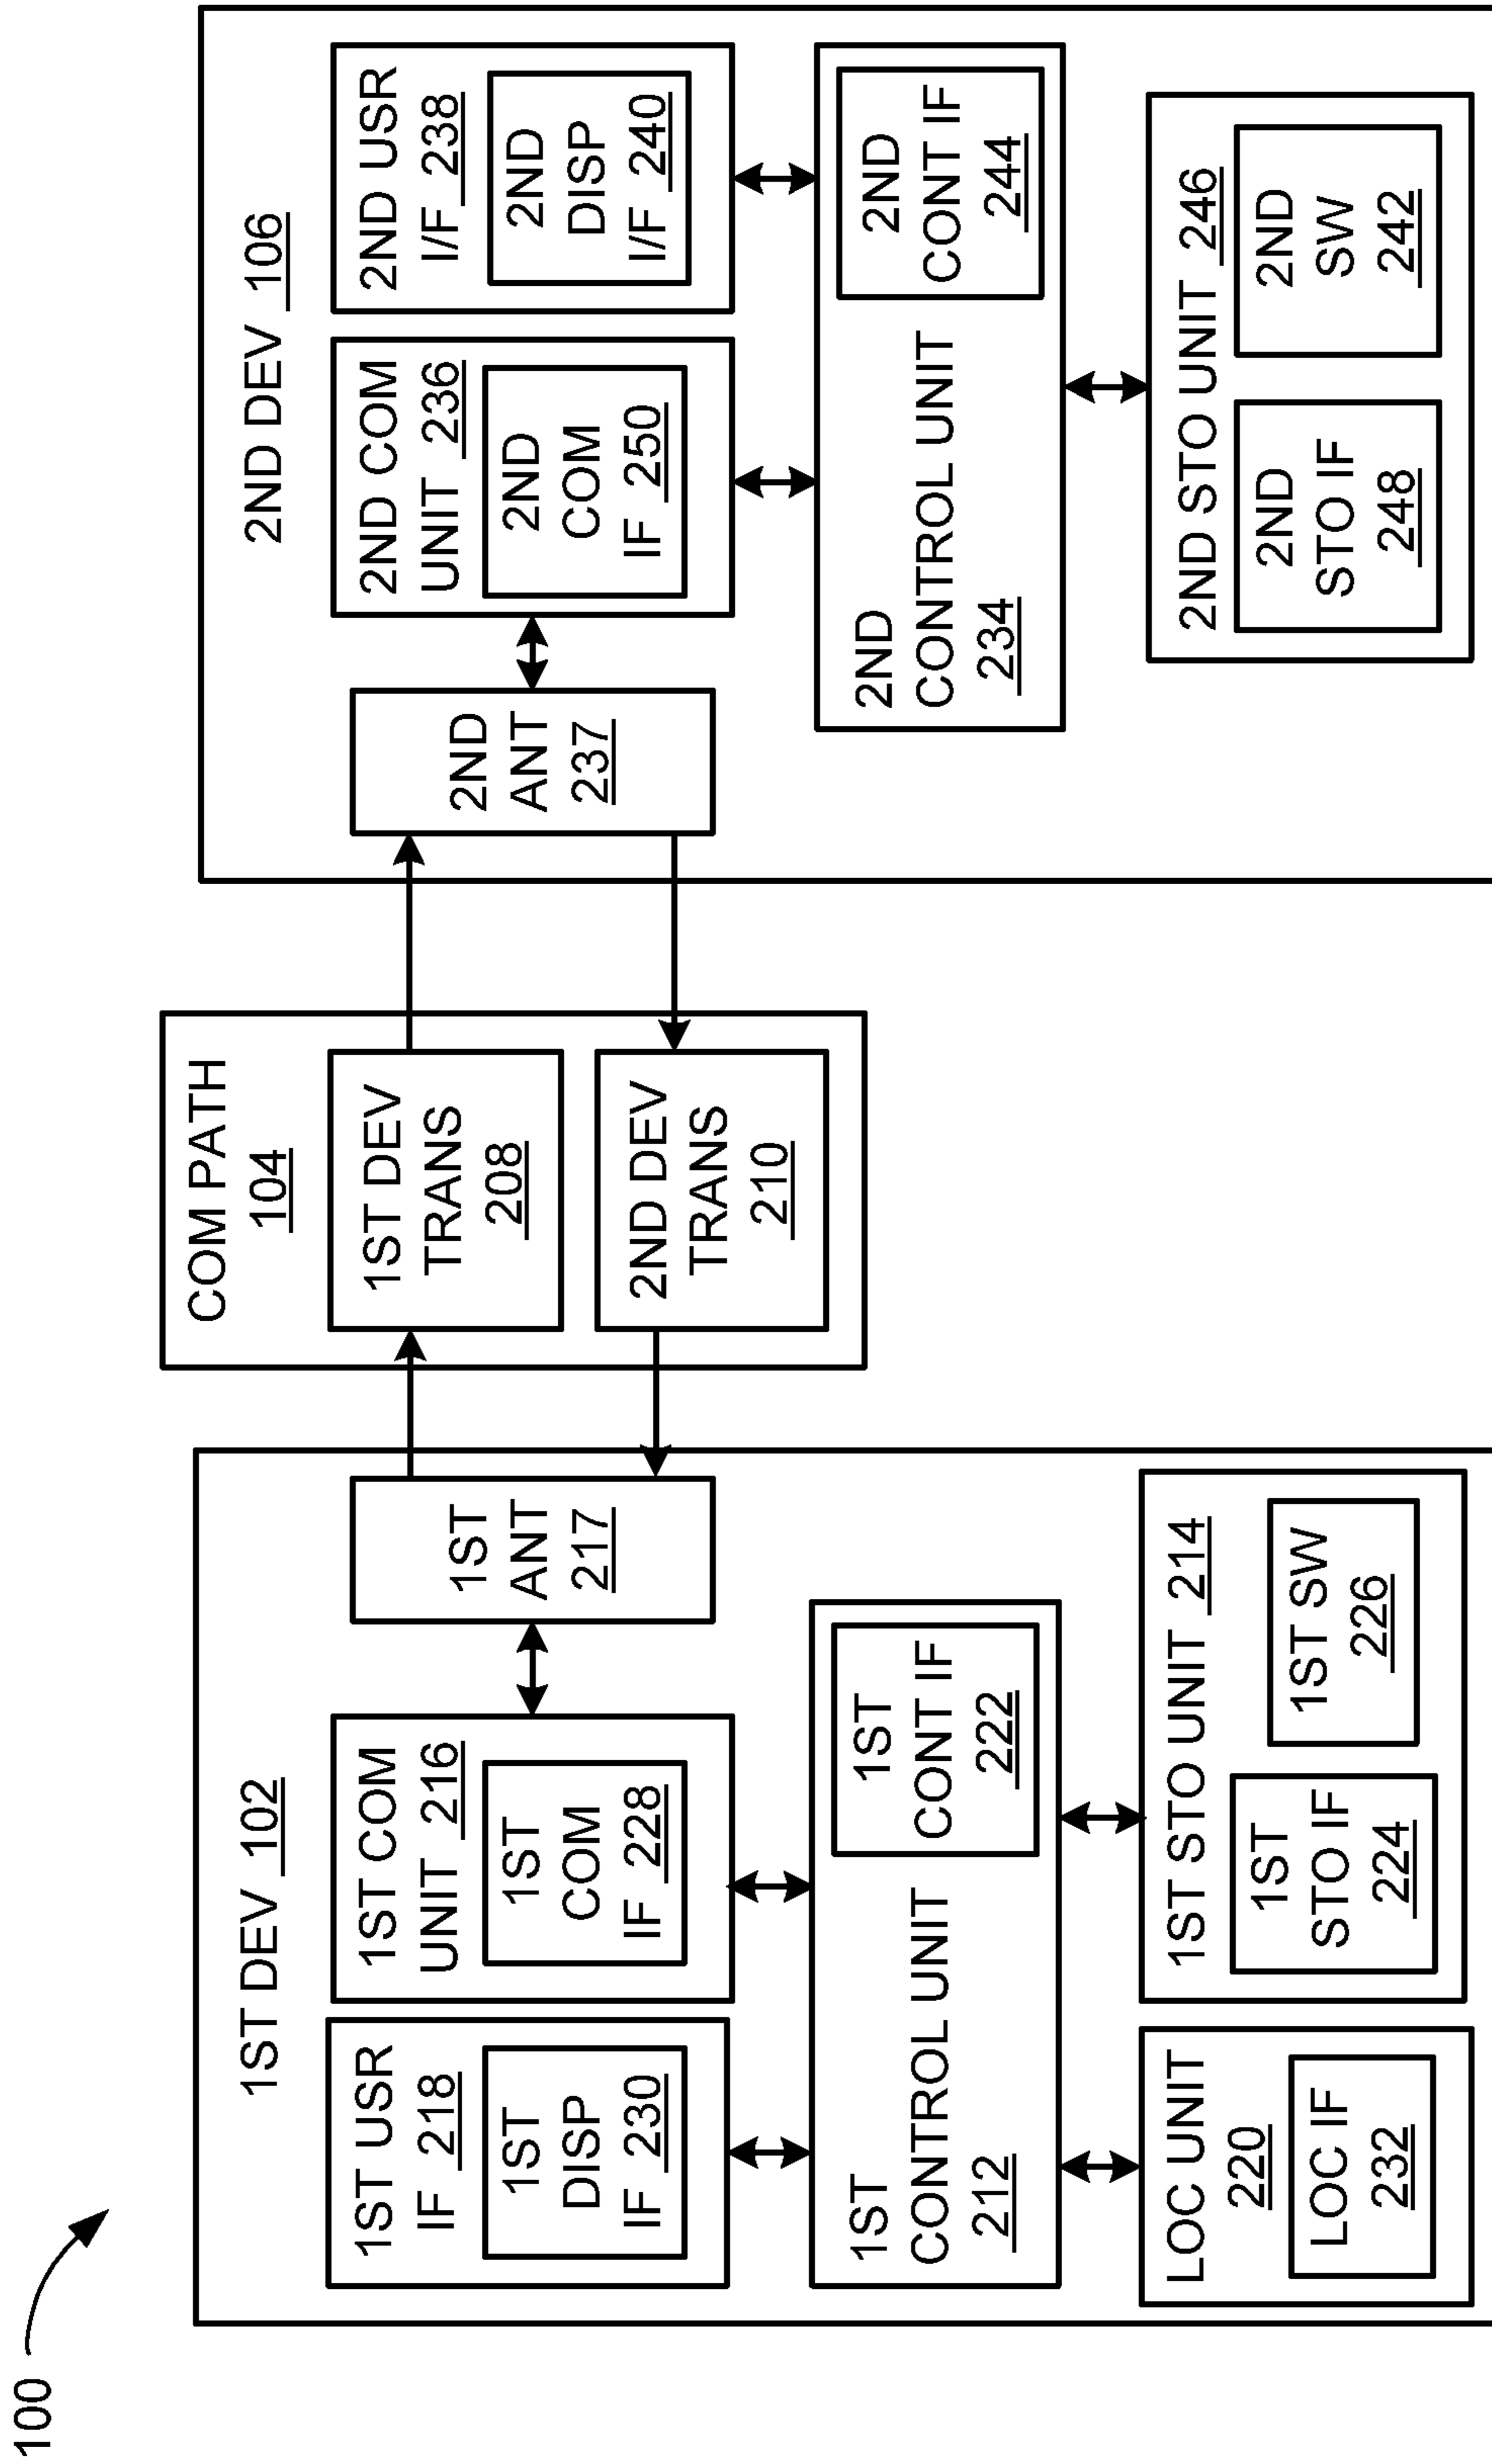 100
1ST DEV 102
1ST USR
IF 218
1ST
DISP
IF 230
1ST COM
UNIT 216
1ST
COM
IF 228
1ST
ANT
217
1ST
CONTROL UNIT
212
1ST
CONT IF
222
LOC UNIT
220
LOC IF
232
1ST STO UNIT 214
1ST
STO IF
224
1ST SW
226
COM PATH
104
1ST DEV
TRANS
208
2ND DEV
TRANS
210
2ND DEV 106
2ND
ANT
237
2ND COM
UNIT 236
2ND
COM
IF 250
2ND USR
I/F 238
2ND
DISP
I/F 240
2ND
CONTROL UNIT
234
2ND
CONT IF
244
2ND STO UNIT 246
2ND
STO IF
248
2ND
SW
242